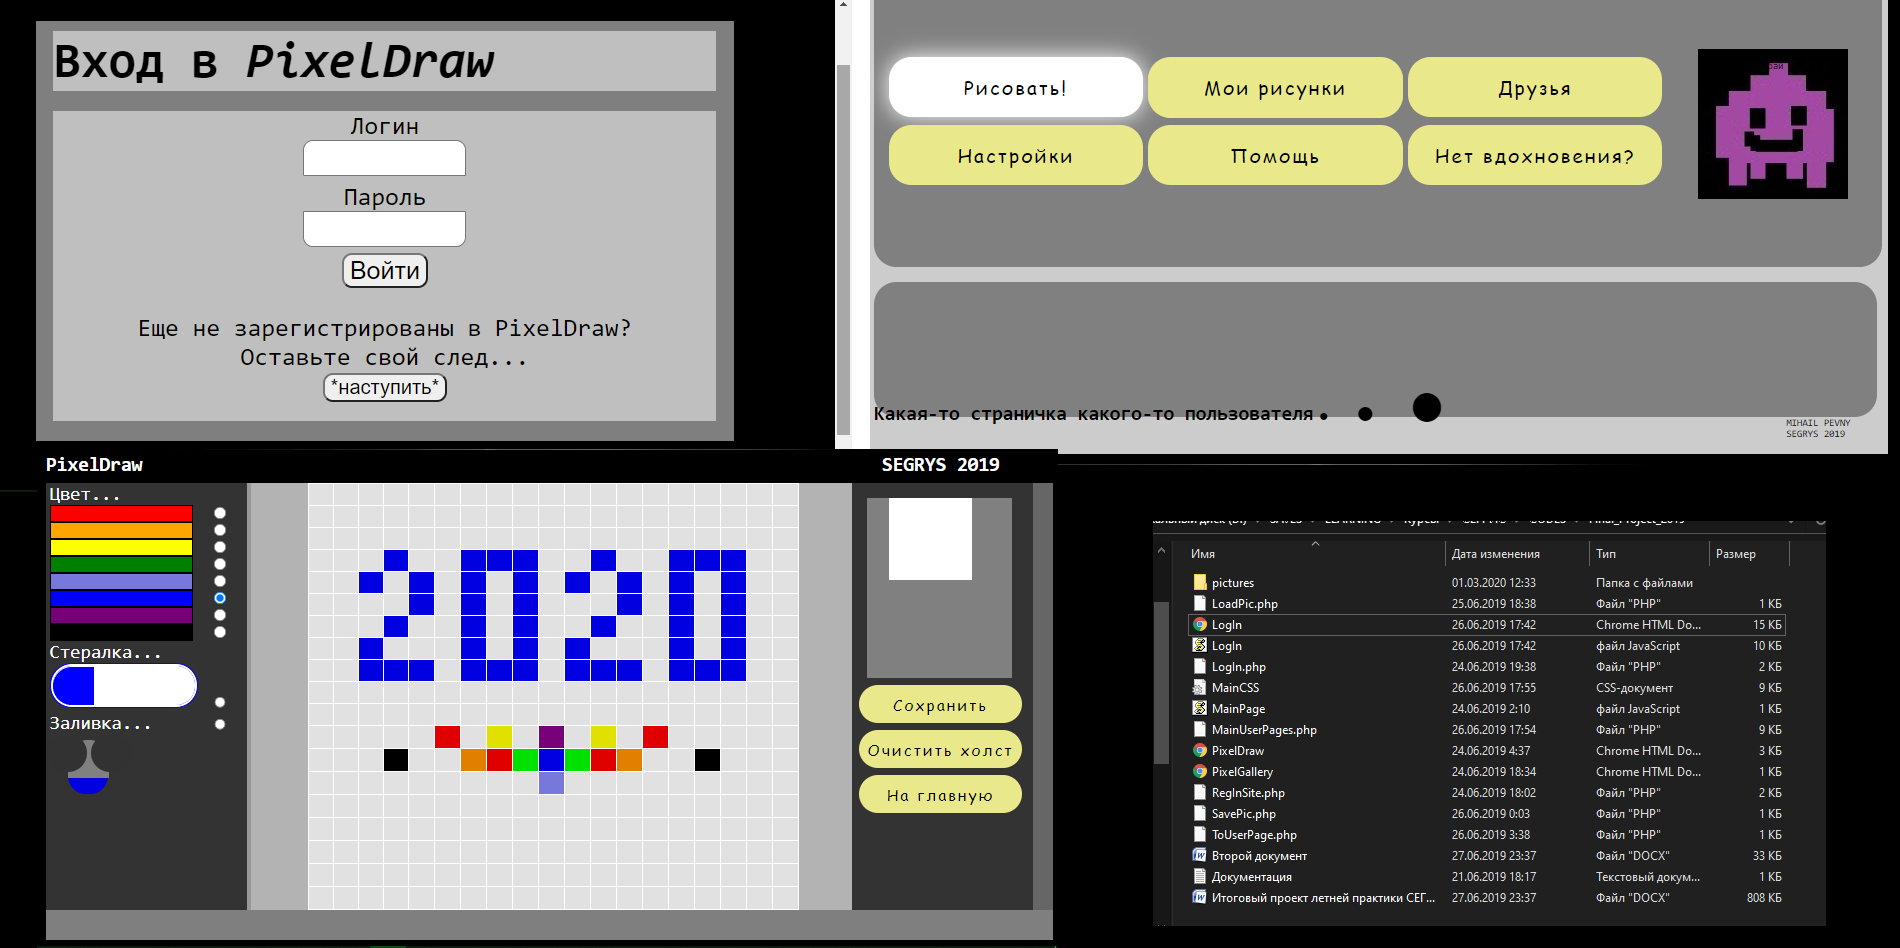 Вход в PixelDraw
Логин
Пароль
Войти
Еще не зарегистрированы в PixelDraw?
Оставьте свой след...
*наступить*
Рисовать!
Мои рисунки
Друзья
Настройки
Помощь
Нет вдохновения?
Какая-то страничка какого-то пользователя
MIHAIL PEVNY
SEGRYS 2019
PixelDraw
SEGRYS 2019
Цвет...
Стералка...
Заливка...
2020
Сохранить
Очистить холст
На главную
Имя Дата изменения Тип Размер
pictures 01.03.2020 12:33 Папка с файлами
LoadPic.php 25.06.2019 18:38 Файл "PHP" 1 КБ
LogIn 26.06.2019 17:42 Chrome HTML Do... 15 КБ
LogIn 26.06.2019 17:42 файл JavaScript 10 КБ
LogIn.php 24.06.2019 19:38 Файл "PHP" 2 КБ
MainCSS 26.06.2019 17:55 CSS-документ 9 КБ
MainPage 24.06.2019 2:10 файл JavaScript 1 КБ
MainUserPages.php 26.06.2019 17:54 Файл "PHP" 9 КБ
PixelDraw 24.06.2019 4:37 Chrome HTML Do... 3 КБ
PixelGallery 24.06.2019 18:34 Chrome HTML Do... 1 КБ
RegInSite.php 24.06.2019 18:02 Файл "PHP" 2 КБ
SavePic.php 26.06.2019 0:03 Файл "PHP" 1 КБ
ToUserPage.php 26.06.2019 3:38 Файл "PHP" 1 КБ
Второй документ 27.06.2019 23:37 Файл "DOCX" 33 КБ
Документация 21.06.2019 18:17 Текстовый докум... 1 КБ
Итоговый проект летней практики СЕГ... 27.06.2019 23:37 Файл "DOCX" 808 КБ